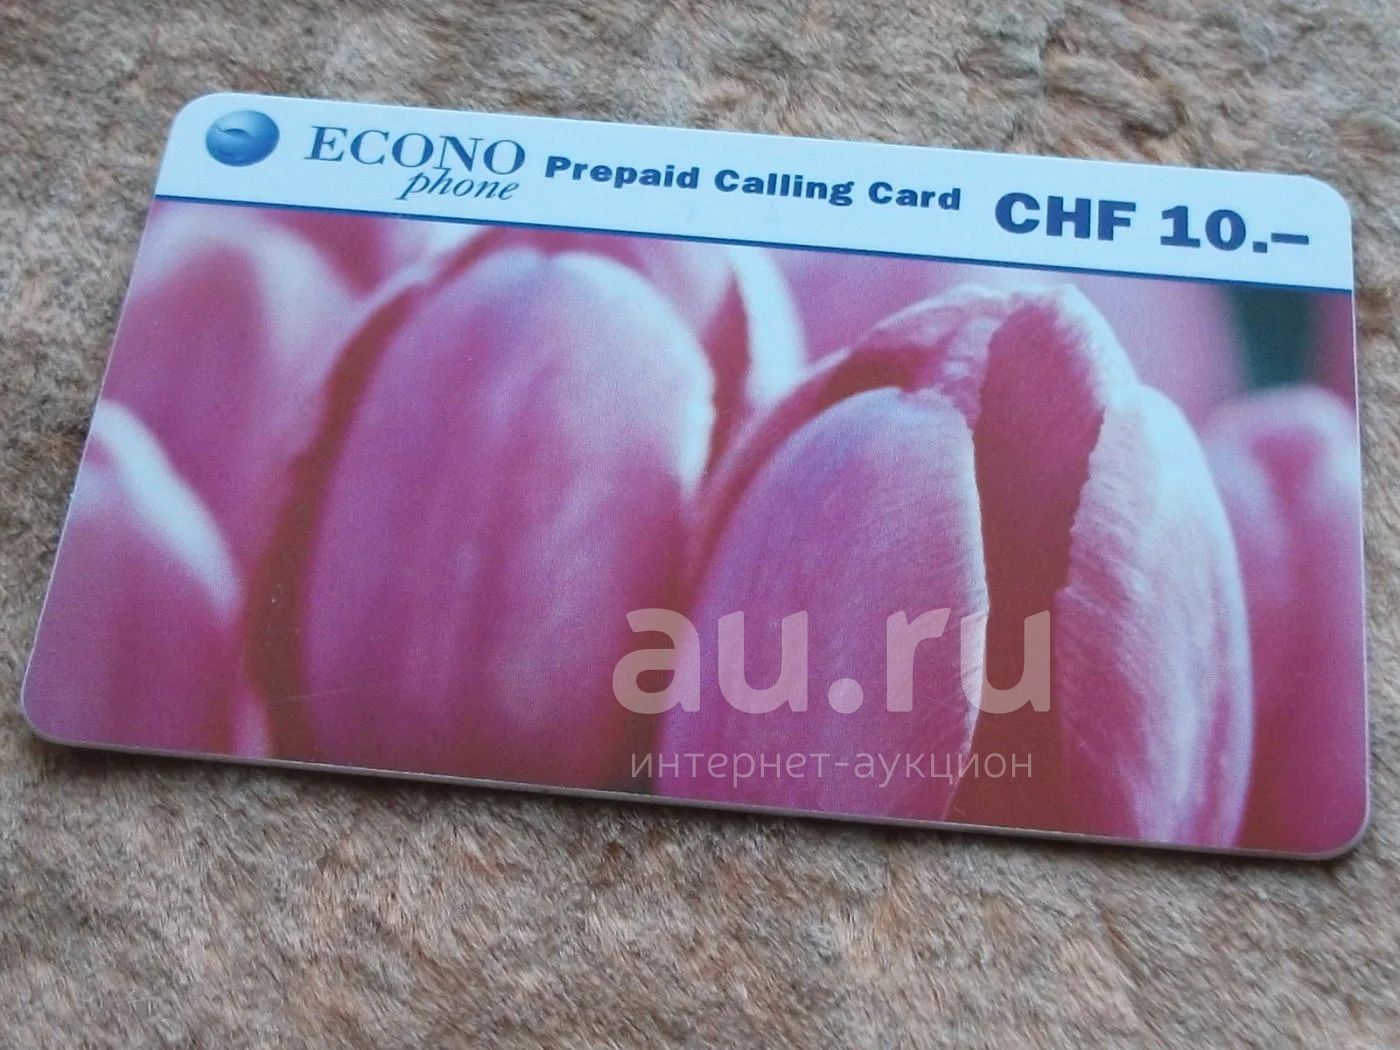 ECONO
phone
Prepaid Calling Card
CHF 10.–
au.ru
интернет-аукцион